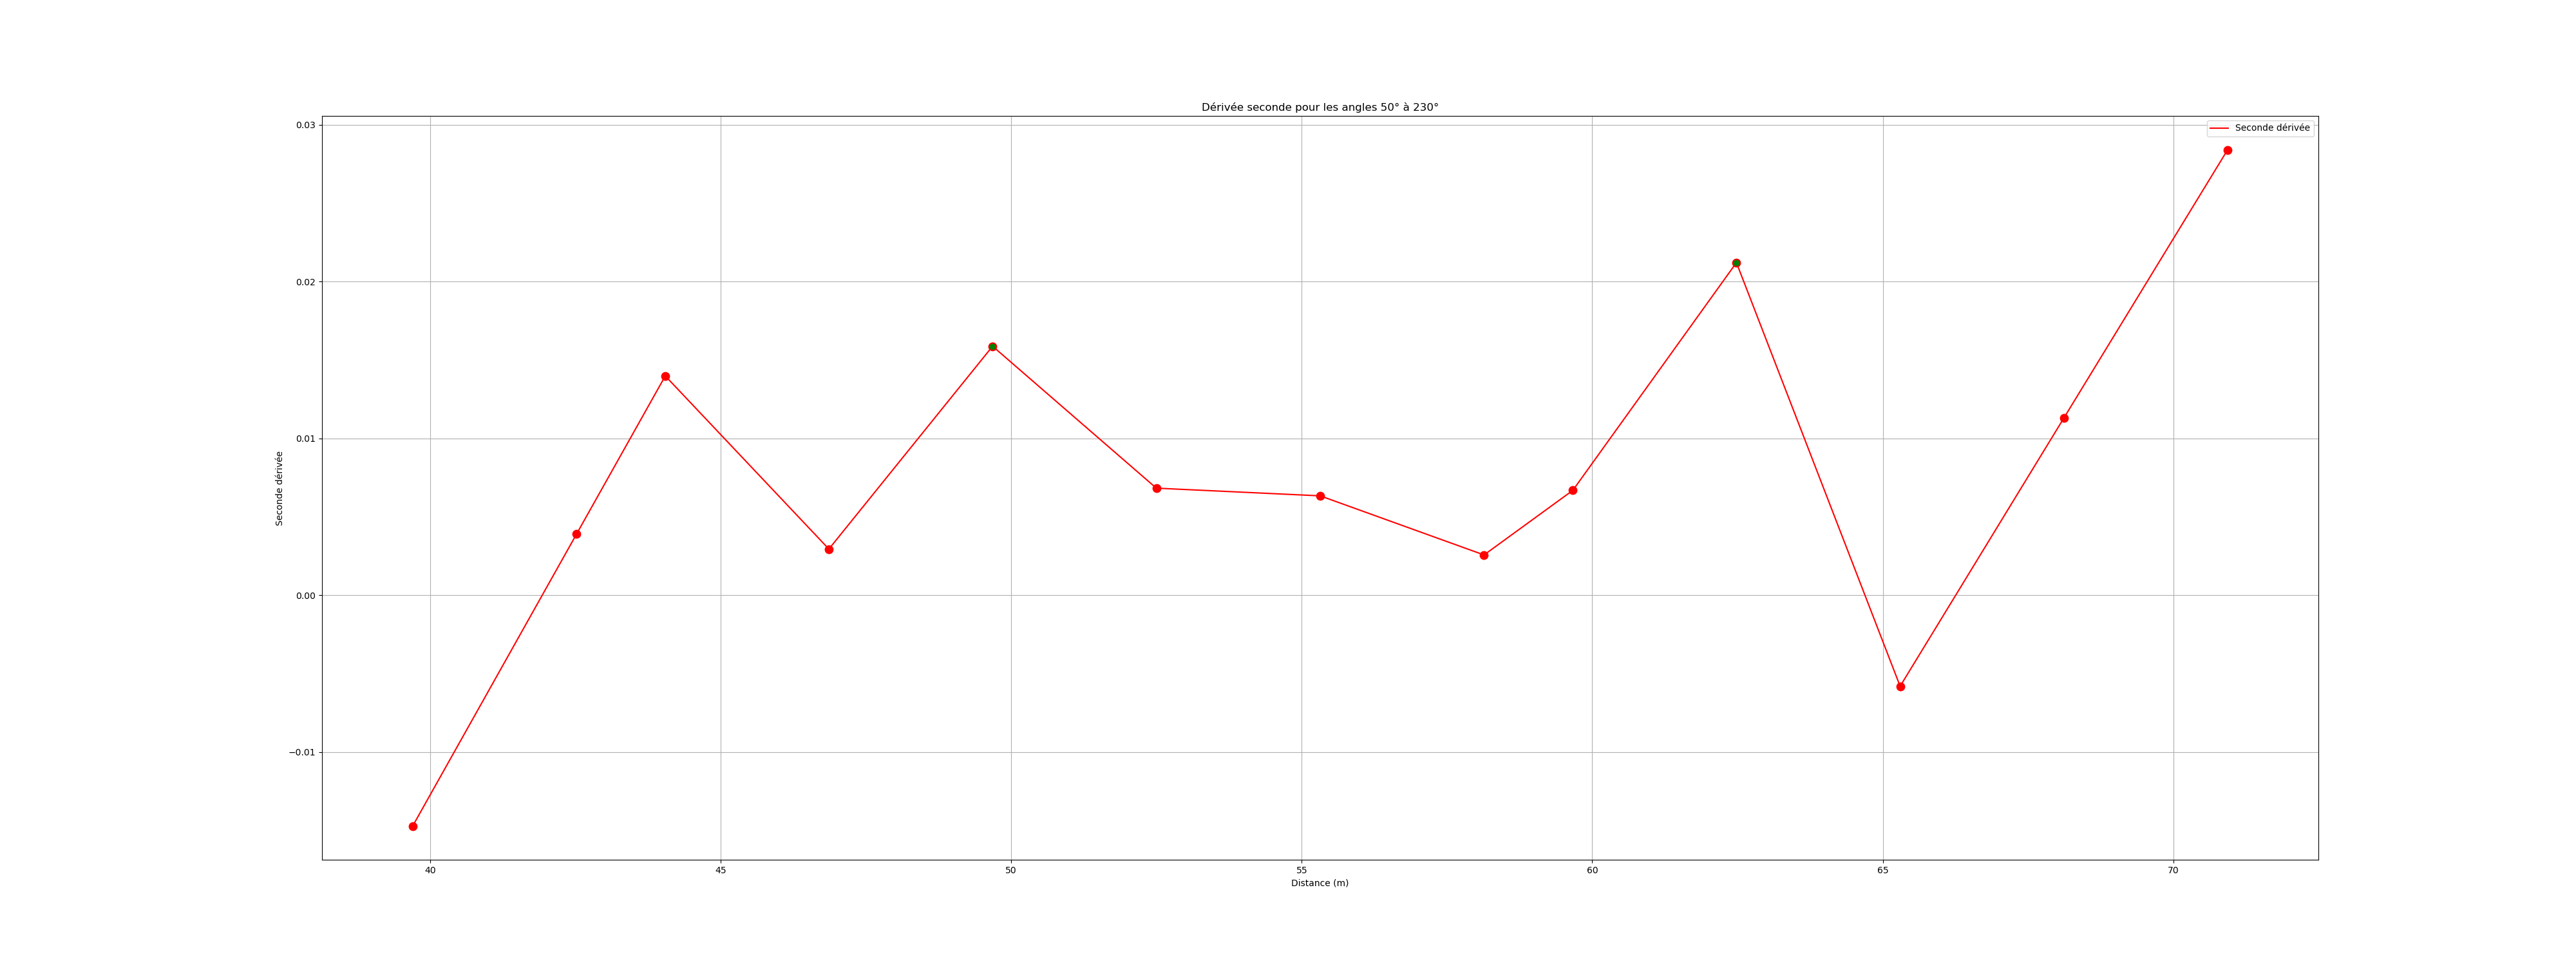 Dérivée seconde pour les angles 50° à 230°
Seconde dérivée
0.03
0.02
0.01
0.00
−0.01
Seconde dérivée
40 45 50 55 60 65 70
Distance (m)